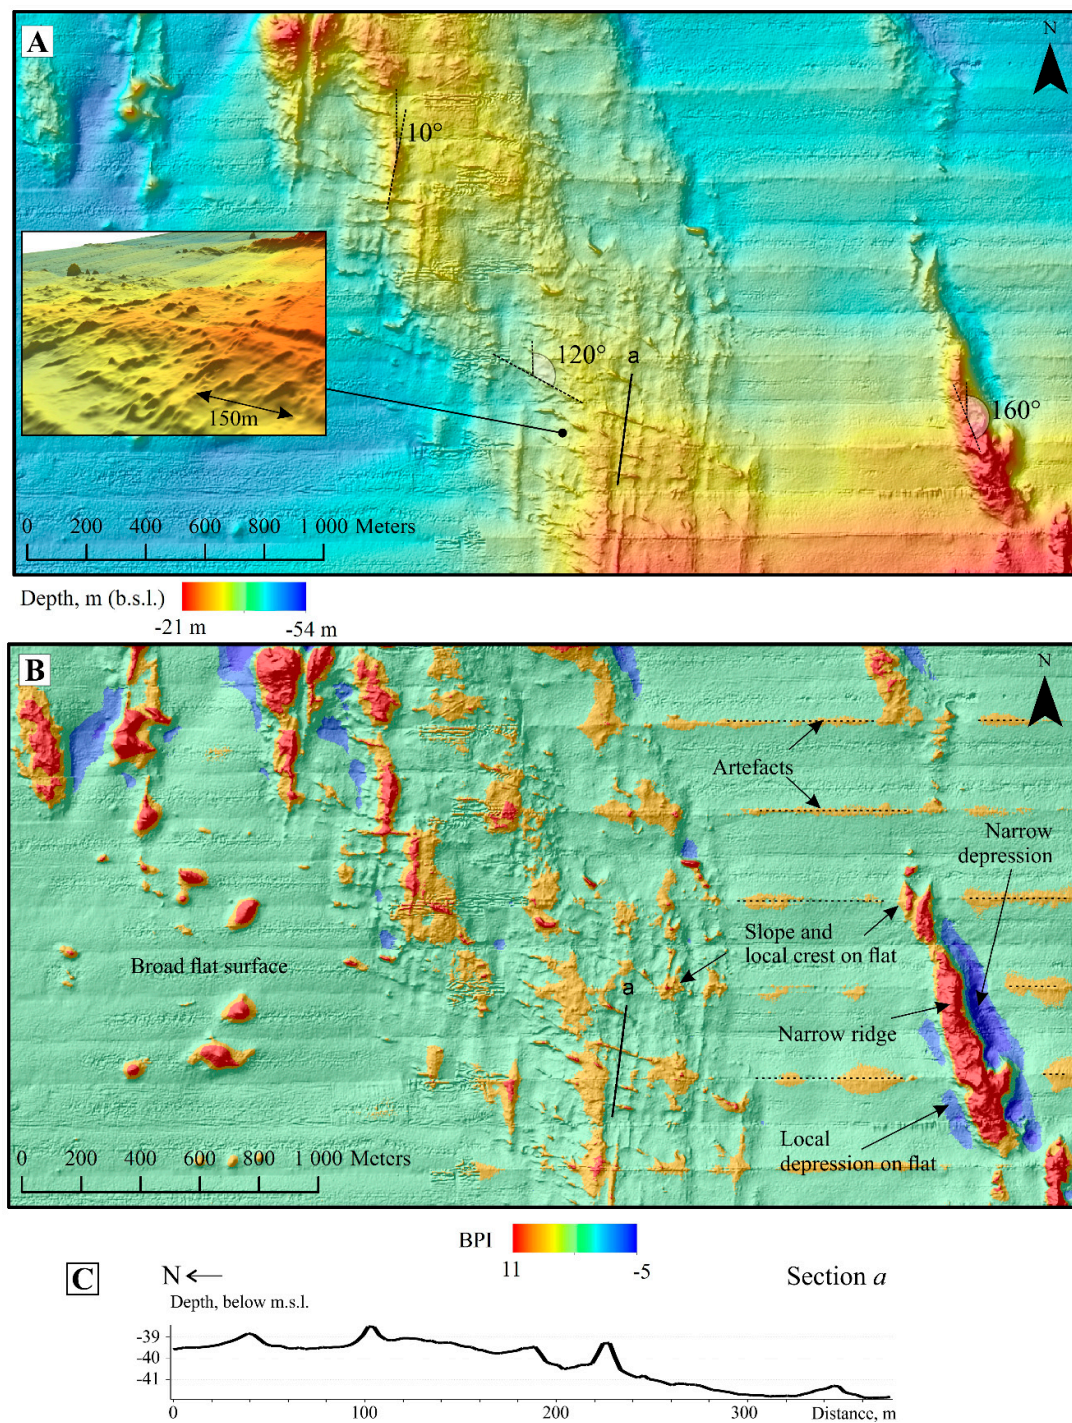 A
N
10°
120°
a
160°
150m
0 200 400 600 800 1 000 Meters
Depth, m (b.s.l.)
-21 m -54 m
B
N
Artefacts
Narrow
depression
Slope and
local crest on flat
Broad flat surface
a
Narrow ridge
Local
depression on flat
0 200 400 600 800 1 000 Meters
BPI
11 -5
C
N
Section a
Depth, below m.s.l.
-39
-40
-41
0 100 200 300 Distance, m